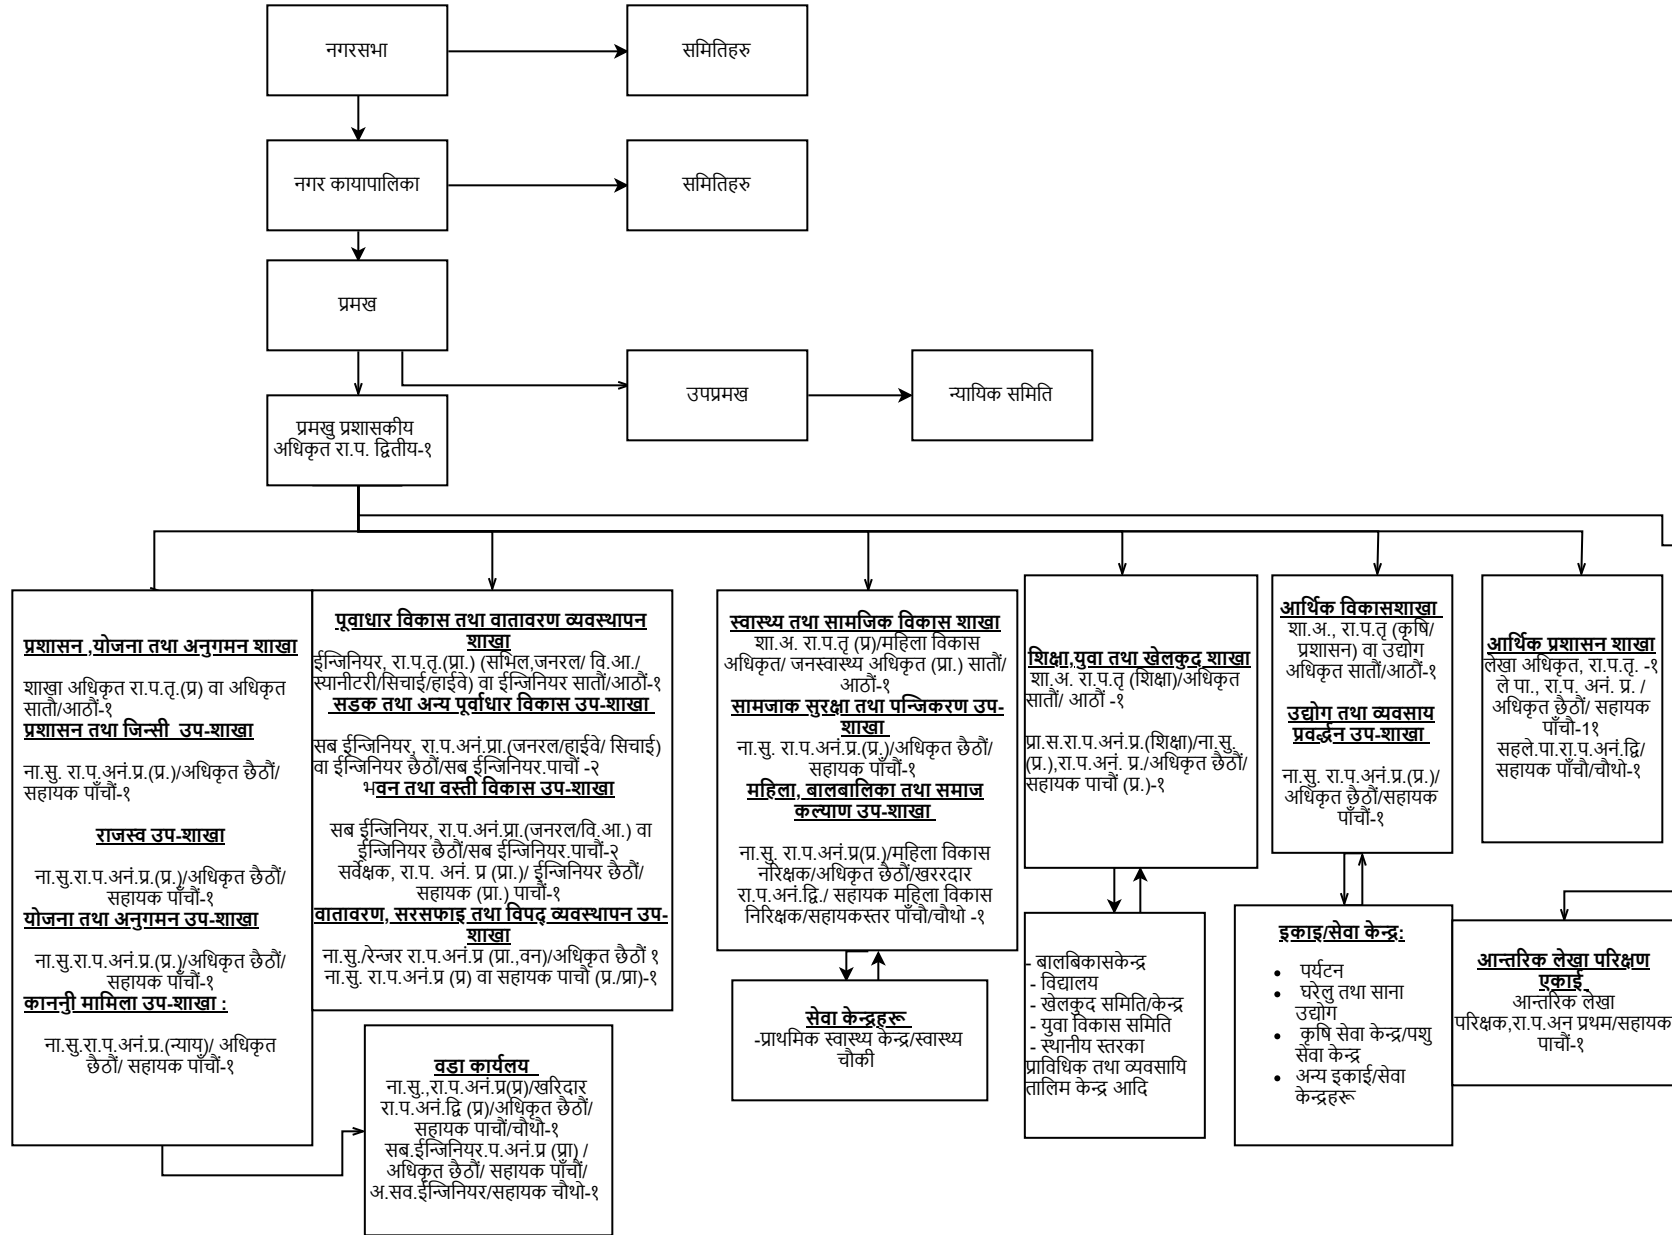 नगरसभा
समितिहरु
नगर कायापालिका
समितिहरु
प्रमख
उपप्रमख
न्यायिक समिति
प्रमखु प्रशासकीय
अधिकृत रा.प. द्वितीय-१
प्रशासन ,योजना तथा अनुगमन शाखा
शाखा अधिकृत रा.प.तृ.(प्र) वा अधिकृत
सातौ/आठौं-१
प्रशासन तथा जिन्सी उप-शाखा
ना.सु. रा.प.अनं.प्र.(प्र.)/अधिकृत छैठौं/
सहायक पाँचौं-१
राजस्व उप-शाखा
ना.सु.रा.प.अनं.प्र.(प्र.)/अधिकृत छैठौं/
सहायक पाँचौं-१
योजना तथा अनुगमन उप-शाखा
ना.सु.रा.प.अनं.प्र.(प्र.)/अधिकृत छैठौं/
सहायक पाँचौं-१
काननुी मामिला उप-शाखा :
ना.सु.रा.प.अनं.प्र.(न्याय)/ अधिकृत
छैठौं/ सहायक पाँचौं-१
पूवाधार विकास तथा वातावरण व्यवस्थापन
शाखा
ईन्जिनियर, रा.प.तृ.(प्रा.) (सभिल,जनरल/ वि.आ./
स्यानीटरी/सिचाई/हाईवे) वा ईन्जिनियर सातौं/आठौं-१
सडक तथा अन्य पूर्वाधार विकास उप-शाखा
सब ईन्जिनियर, रा.प.अनं.प्रा.(जनरल/हाईवे/ सिचाई)
वा ईन्जिनियर छैठौं/सब ईन्जिनियर.पाचौं -२
भवन तथा वस्ती विकास उप-शाखा
सब ईन्जिनियर, रा.प.अनं.प्रा.(जनरल/वि.आ.) वा
ईन्जिनियर छैठौं/सब ईन्जिनियर.पाचौं-२
सर्वेक्षक, रा.प. अनं. प्र (प्रा.)/ ईन्जिनियर छैठौं/
सहायक (प्रा.) पाचौं-१
वातावरण, सरसफाइ तथा विपद् व्यवस्थापन उप-
शाखा
ना.सु./रेन्जर रा.प.अनं.प्र (प्रा.,वन)/अधिकृत छैठौं १
ना.सु. रा.प.अनं.प्र (प्र) वा सहायक पाचौ (प्र./प्रा)-१
वडा कार्यलय
ना.सु.,रा.प.अनं.प्र(प्र)/खरिदार
रा.प.अनं.द्वि (प्र)/अधिकृत छैठौं/
सहायक पाचौं/चौथौ-१
सब.ईन्जिनियर.प.अनं.प्र (प्रा) /
अधिकृत छैठौं/ सहायक पाँचौं/
अ.सव.ईन्जिनियर/सहायक चौथो-१
स्वास्थ्य तथा सामजिक विकास शाखा
शा.अ. रा.प.तृ (प्र)/महिला विकास
अधिकृत/ जनस्वास्थ्य अधिकृत (प्रा.) सातौं/
आठौं-१
सामजाक सुरक्षा तथा पन्जिकरण उप-
शाखा
ना.सु. रा.प.अनं.प्र.(प्र.)/अधिकृत छैठौं/
सहायक पाँचौं-१
महिला, बालबालिका तथा समाज
कल्याण उप-शाखा
ना.सु. रा.प.अनं.प्र(प्र.)/महिला विकास
नरिक्षक/अधिकृत छैठौं/खररदार
रा.प.अनं.द्वि./ सहायक महिला विकास
निरिक्षक/सहायकस्तर पाँचौ/चौथो -१
सेवा केन्द्रहरू
-प्राथमिक स्वास्थ्य केन्द्र/स्वास्थ्य
चौकी
शिक्षा,युवा तथा खेलकुद शाखा
शा.अ. रा.प.तृ (शिक्षा)/अधिकृत
सातौं/ आठौं -१
प्रा.स.रा.प.अनं.प्र.(शिक्षा)/ना.सु.
(प्र.),रा.प.अनं. प्र./अधिकृत छैठौं/
सहायक पाचौं (प्र.)-१
- बालबिकासकेन्द्र
- विद्यालय
- खेलकुद समिति/केन्द्र
- युवा विकास समिति
- स्थानीय स्तरका
प्राविधिक तथा व्यवसायि
तालिम केन्द्र आदि
आर्थिक विकासशाखा
शा.अ., रा.प.तृ (कृषि/
प्रशासन) वा उद्योग
अधिकृत सातौं/आठौं-१
उद्योग तथा व्यवसाय
प्रवर्द्धन उप-शाखा
ना.सु. रा.प.अनं.प्र.(प्र.)/
अधिकृत छैठौं/सहायक
पाँचौं-१
इकाइ/सेवा केन्द्र:
• पर्यटन
• घरेलु तथा साना
उद्योग
• कृषि सेवा केन्द्र/पशु
सेवा केन्द्र
• अन्य इकाई/सेवा
केन्द्रहरू
आर्थिक प्रशासन शाखा
लेखा अधिकृत, रा.प.तृ. -१
ले पा., रा.प. अनं. प्र. /
अधिकृत छैठौं/ सहायक
पाँचौ-1१
सहले.पा.रा.प.अनं.द्वि/
सहायक पाँचौ/चौथो-१
आन्तरिक लेखा परिक्षण
एकाई
आन्तरिक लेखा
परिक्षक,रा.प.अन प्रथम/सहायक
पाचौं-१